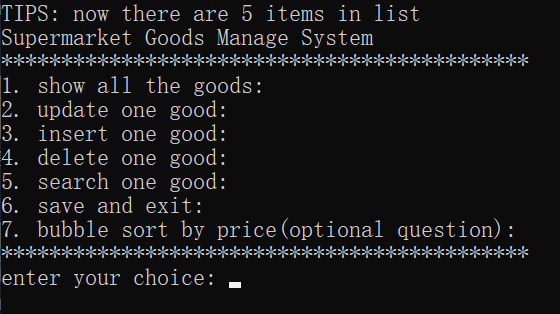 TIPS: now there are 5 items in list
Supermarket Goods Manage System
********************************************
1. show all the goods:
2. update one good:
3. insert one good:
4. delete one good:
5. search one good:
6. save and exit:
7. bubble sort by price(optional question):
********************************************
enter your choice: